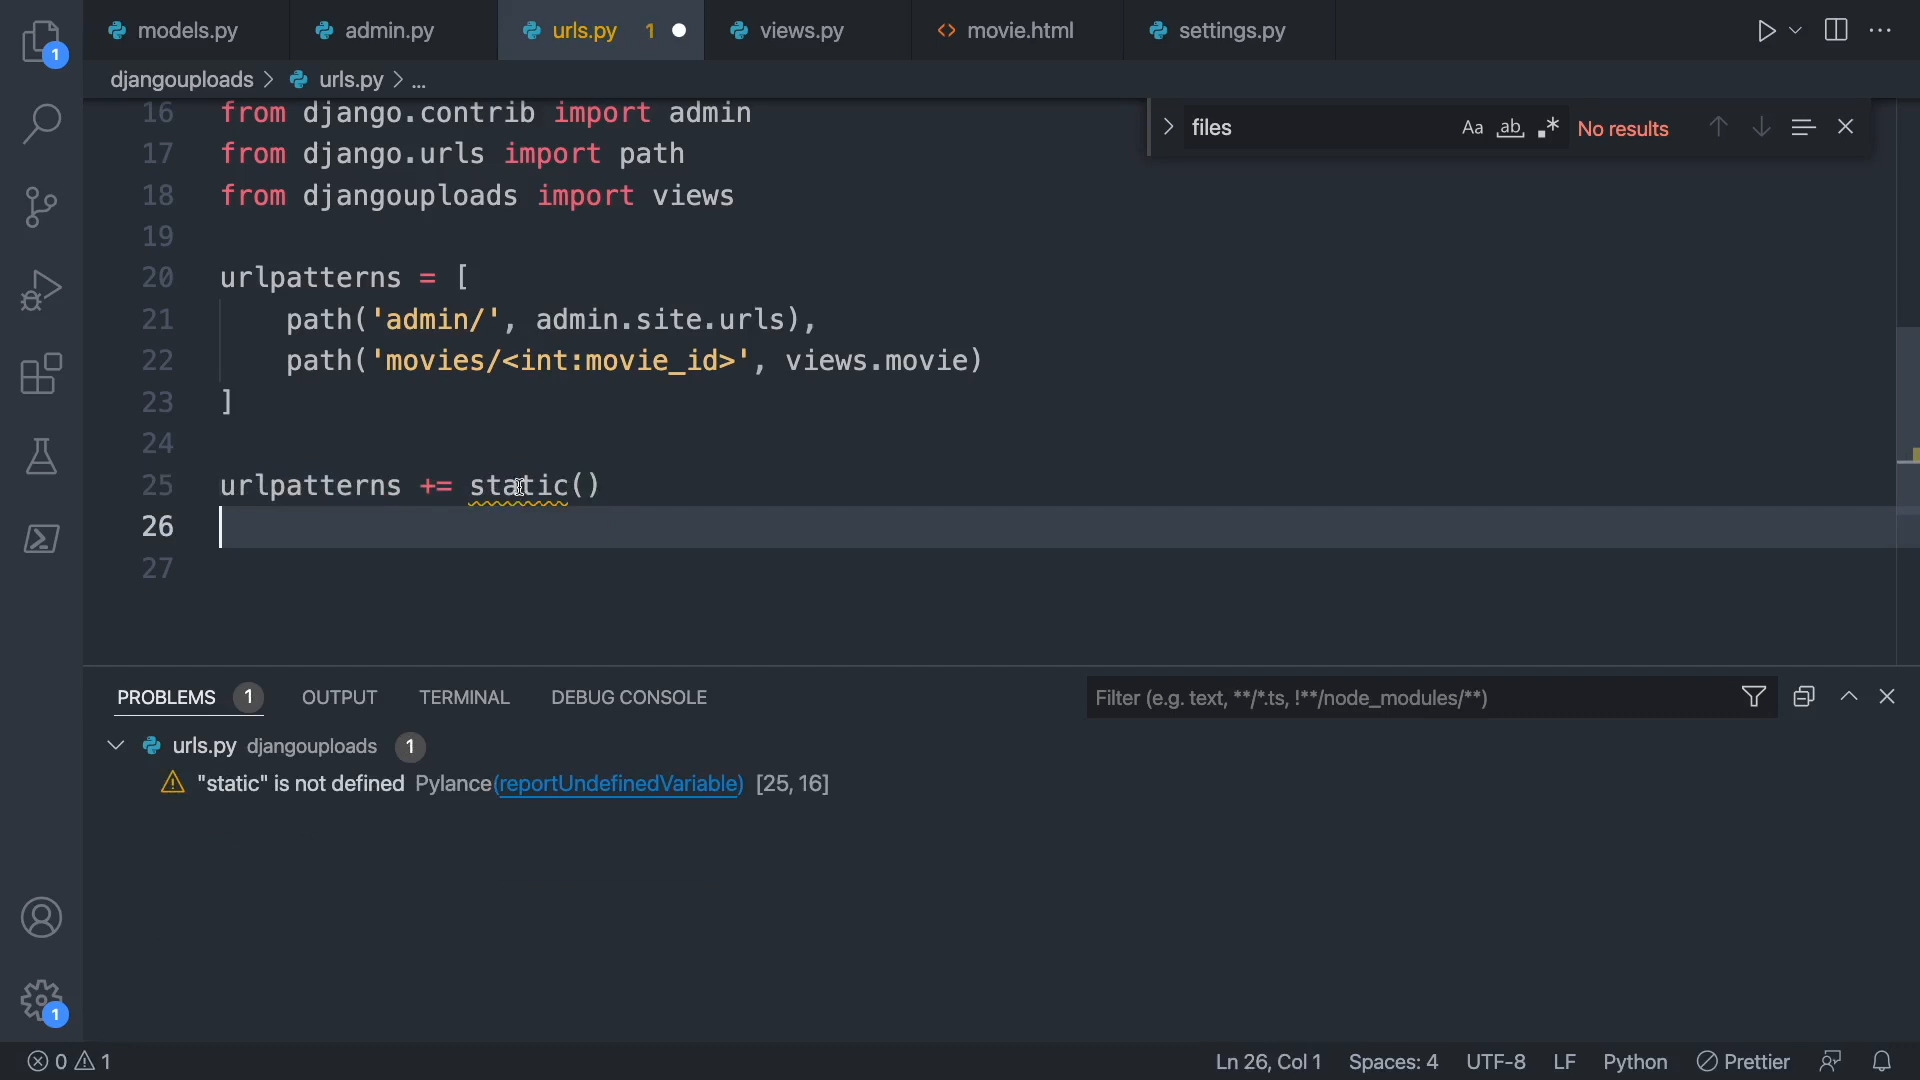 1
models.py
admin.py
urls.py 1
views.py
<> movie.html
settings.py
djangouploads > urls.py > ...
files
Aa ab .* No results
16 from django.contrib import admin
17 from django.urls import path
18 from djangouploads import views
19
20 urlpatterns = [
21 path('admin/', admin.site.urls),
22 path('movies/<int:movie_id>', views.movie)
23 ]
24
25 urlpatterns += static()
26
27
PROBLEMS 1 OUTPUT TERMINAL DEBUG CONSOLE
Filter (e.g. text, **/*.ts, !**/node_modules/**)
urls.py djangouploads 1
"static" is not defined Pylance(reportUndefinedVariable) [25, 16]
1
0 1
Ln 26, Col 1 Spaces: 4 UTF-8 LF Python Prettier